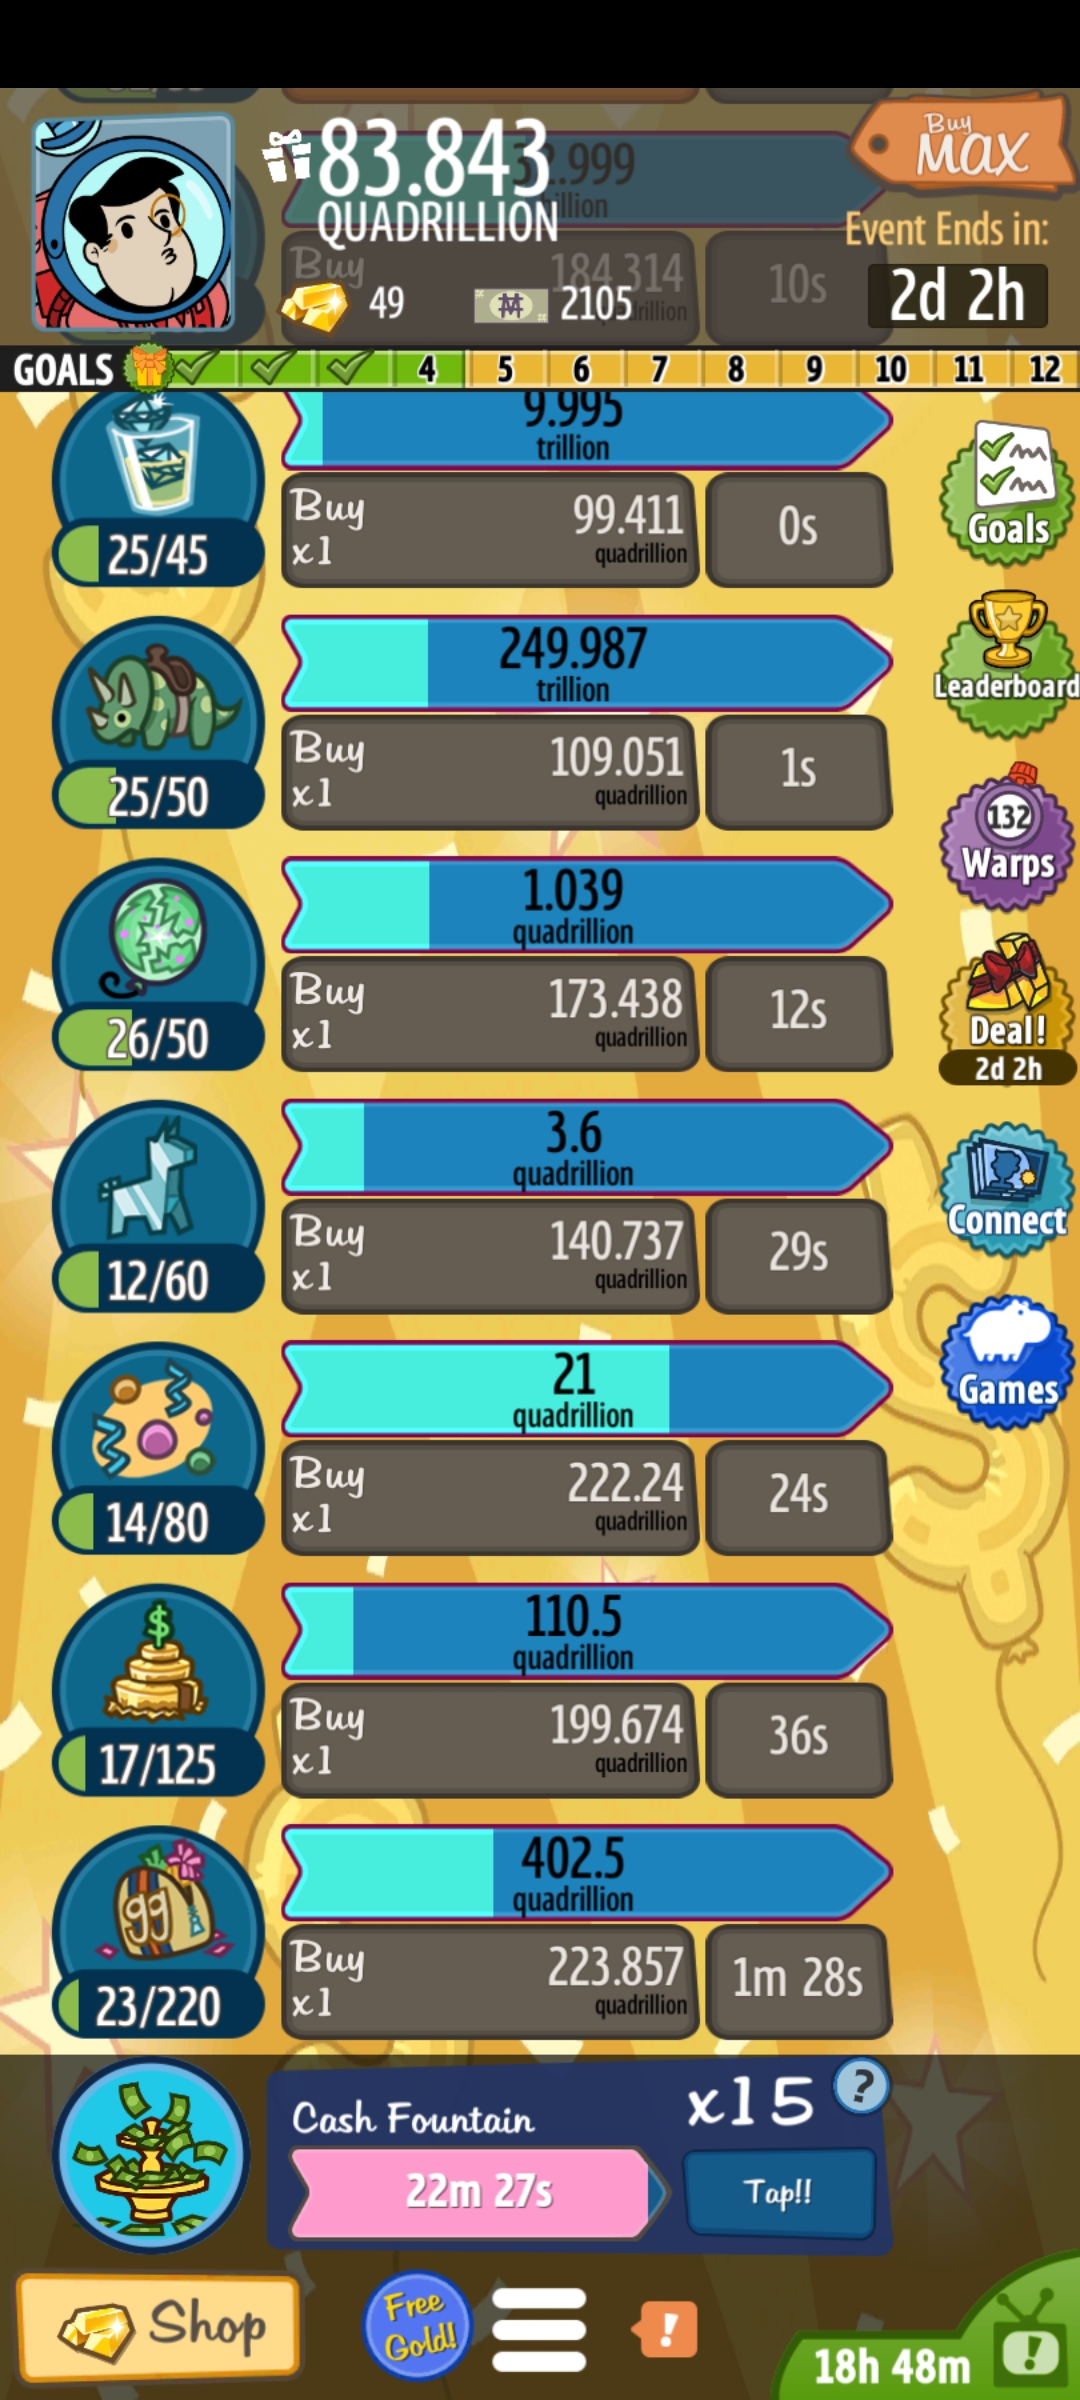 83.843
QUADRILLION
Buy
MAX
Event Ends in:
2d 2h
49
2105
Buy
184.314
10s
GOALS
4 5 6 7 8 9 10 11 12
9.995
trillion
25/45
Buy
x1
99.411
quadrillion
0s
Goals
249.987
trillion
25/50
Buy
x1
109.051
quadrillion
1s
Leaderboard
1.039
quadrillion
26/50
Buy
x1
173.438
quadrillion
12s
132
Warps
Deal!
2d 2h
3.6
quadrillion
12/60
Buy
x1
140.737
quadrillion
29s
Connect
21
quadrillion
14/80
Buy
x1
222.24
quadrillion
24s
Games
110.5
quadrillion
$
17/125
Buy
x1
199.674
quadrillion
36s
402.5
quadrillion
gg
23/220
Buy
x1
223.857
quadrillion
1m 28s
Cash Fountain
x15
?
22m 27s
Tap!!
Shop
Free
Gold!
!
18h 48m
!